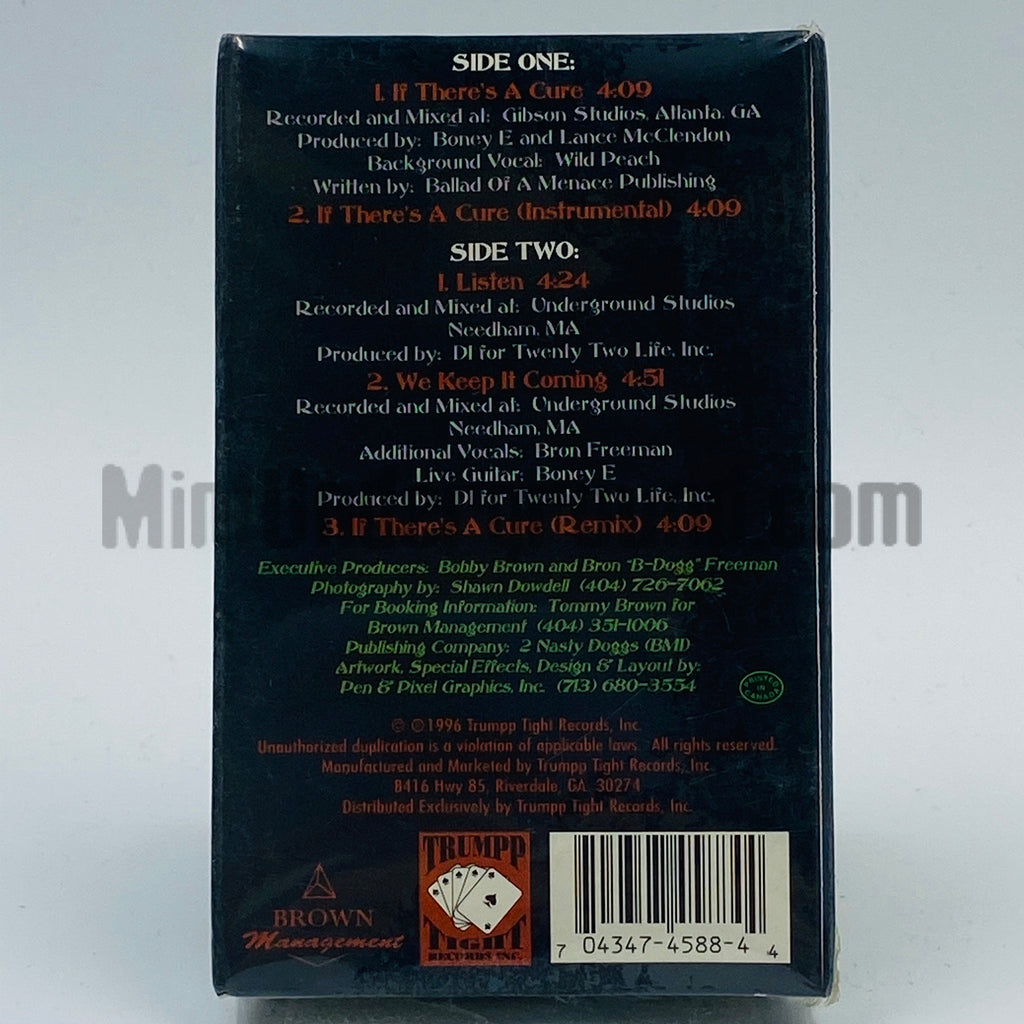 SIDE ONE:
1. If There's A Cure 4:09
Recorded and Mixed at: Gibson Studios, Atlanta, GA
Produced by: Boney E and Lance McClendon
Background Vocal: Wild Peach
Written by: Ballad Of A Menace Publishing
2. If There's A Cure (Instrumental) 4:09
SIDE TWO:
1. Listen 4:24
Recorded and Mixed at: Underground Studios
Needham, MA
Produced by: DJ for Twenty Two Life, Inc.
2. We Keep It Coming 4:51
Recorded and Mixed at: Underground Studios
Needham, MA
Additional Vocals: Bron Freeman
Live Guitar: Boney E
Produced by: DJ for Twenty Two Life, Inc.
3. If There's A Cure (Remix) 4:09
Executive Producers: Bobby Brown and Bron "B-Dogg" Freeman
Photography by: Shawn Dowdell (404) 726-7062
For Booking Information: Tommy Brown for
Brown Management (404) 351-1006
Publishing Company: 2 Nasty Doggs (BMI)
Artwork, Special Effects, Design & Layout by:
Pen & Pixel Graphics, Inc. (713) 680-3554
PRINTED IN CANADA
℗ © 1996 Trumpp Tight Records, Inc.
Unauthorized duplication is a violation of applicable laws. All rights reserved.
Manufactured and Marketed by Trumpp Tight Records, Inc.
8416 Hwy 85, Riverdale, GA. 30274
Distributed Exclusively by Trumpp Tight Records, Inc.
BROWN
Management
TRUMPP
TIGHT
RECORDS INC.
7 04347-4588-4 4